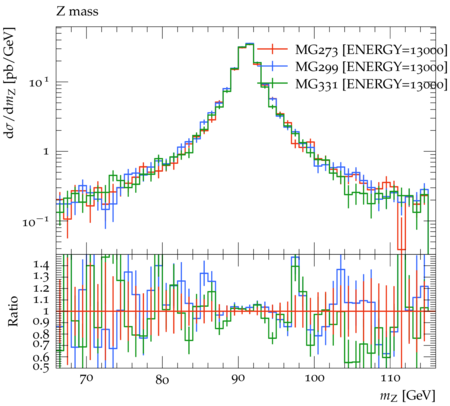 Z mass
dσ/dm_Z [pb/GeV]
MG273 [ENERGY=13000]
MG299 [ENERGY=13000]
MG331 [ENERGY=13000]
10¹
1
10⁻¹
Ratio
1.4
1.3
1.2
1.1
1
0.9
0.8
0.7
0.6
0.5
70 80 90 100 110
m_Z [GeV]